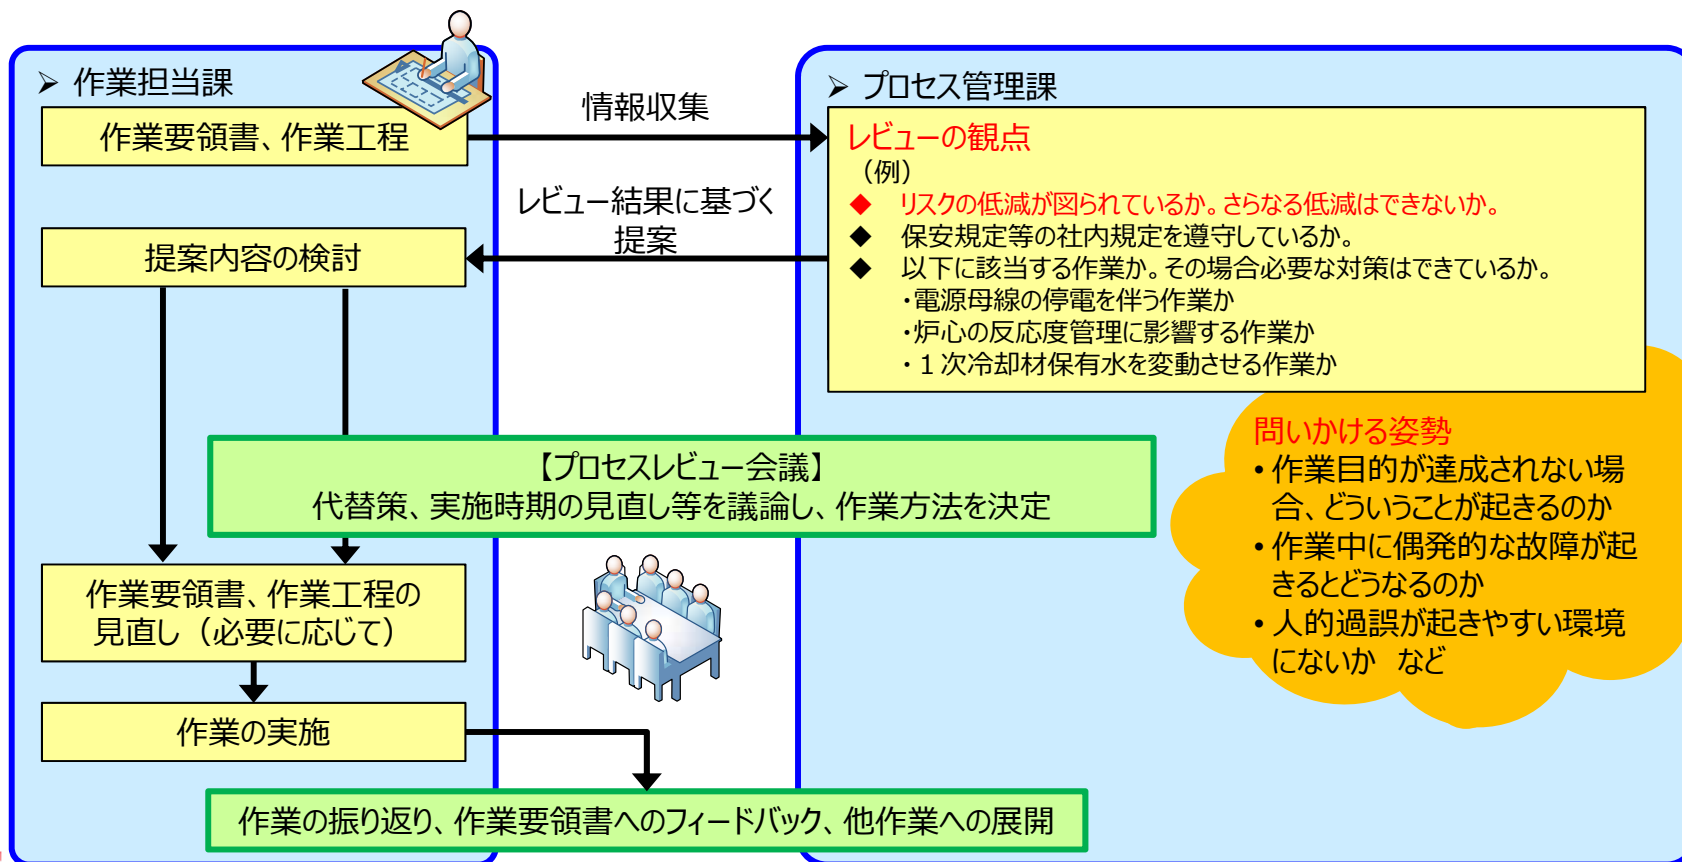 ➢ 作業担当課
作業要領書、作業工程
情報収集
➢ プロセス管理課
レビューの観点
（例）
◆ リスクの低減が図られているか。さらなる低減はできないか。
◆ 保安規定等の社内規定を遵守しているか。
◆ 以下に該当する作業か。その場合必要な対策はできているか。
・電源母線の停電を伴う作業か
・炉心の反応度管理に影響する作業か
・１次冷却材保有水を変動させる作業か
レビュー結果に基づく
提案
提案内容の検討
【プロセスレビュー会議】
代替策、実施時期の見直し等を議論し、作業方法を決定
問いかける姿勢
• 作業目的が達成されない場
合、どういうことが起きるのか
• 作業中に偶発的な故障が起
きるとどうなるのか
• 人的過誤が起きやすい環境
にないか　など
作業要領書、作業工程の
見直し（必要に応じて）
作業の実施
作業の振り返り、作業要領書へのフィードバック、他作業への展開